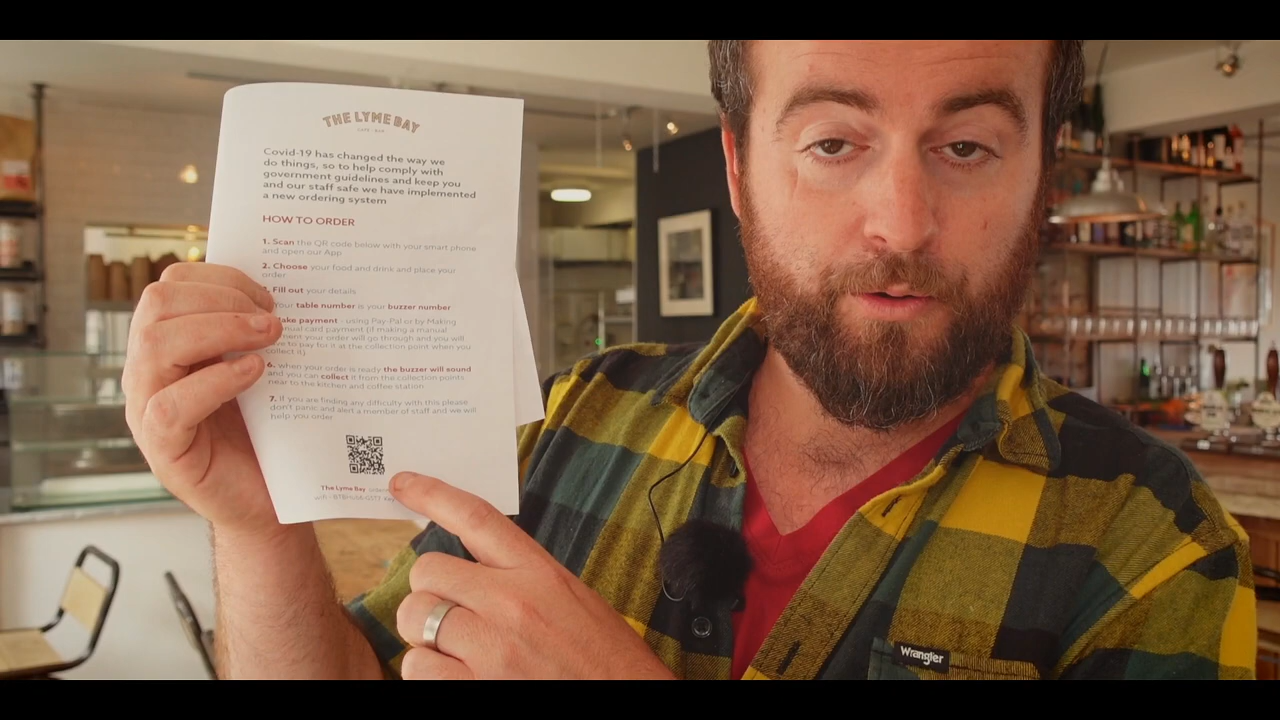 THE LYME BAY
CAFE · BAR
Covid-19 has changed the way we
do things, so to help comply with
government guidelines and keep you
and our staff safe we have implemented
a new ordering system
HOW TO ORDER
1. Scan the QR code below with your smart phone
and open our App
2. Choose your food and drink and place your
order
Fill out your details
Your table number is your buzzer number
ake payment - using Pay-Pal or by Making
anual card payment (if making a manual
ment your order will go through and you will
to pay for it at the collection point when you
collect it)
6. when your order is ready the buzzer will sound
and you can collect it from the collection points
near to the kitchen and coffee station
7. If you are finding any difficulty with this please
don't panic and alert a member of staff and we will
help you order
The Lyme Bay
wifi -
Wrangler